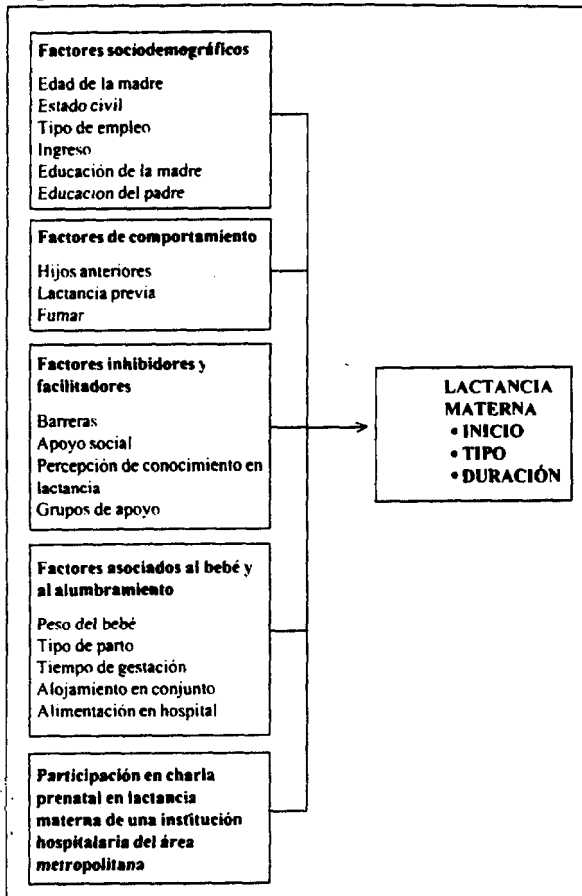 Factores sociodemográficos
Edad de la madre
Estado civil
Tipo de empleo
Ingreso
Educación de la madre
Educacion del padre
Factores de comportamiento
Hijos anteriores
Lactancia previa
Fumar
Factores inhibidores y
facilitadores
Barreras
Apoyo social
Percepción de conocimiento en
lactancia
Grupos de apoyo
Factores asociados al bebé y
al alumbramiento
Peso del bebé
Tipo de parto
Tiempo de gestación
Alojamiento en conjunto
Alimentación en hospital
Participación en charla
prenatal en lactancia
materna de una institución
hospitalaria del área
metropolitana
LACTANCIA
MATERNA
• INICIO
• TIPO
• DURACIÓN